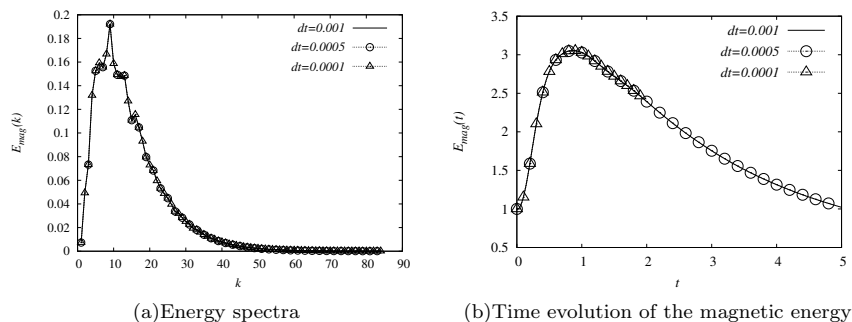 0.2
0.18
0.16
0.14
0.12
0.1
0.08
0.06
0.04
0.02
0
E_mag(k)
dt=0.001
dt=0.0005
dt=0.0001
0 10 20 30 40 50 60 70 80 90
k
(a)Energy spectra
3.5
3
2.5
2
1.5
1
0.5
E_mag(t)
dt=0.001
dt=0.0005
dt=0.0001
0 1 2 3 4 5
t
(b)Time evolution of the magnetic energy